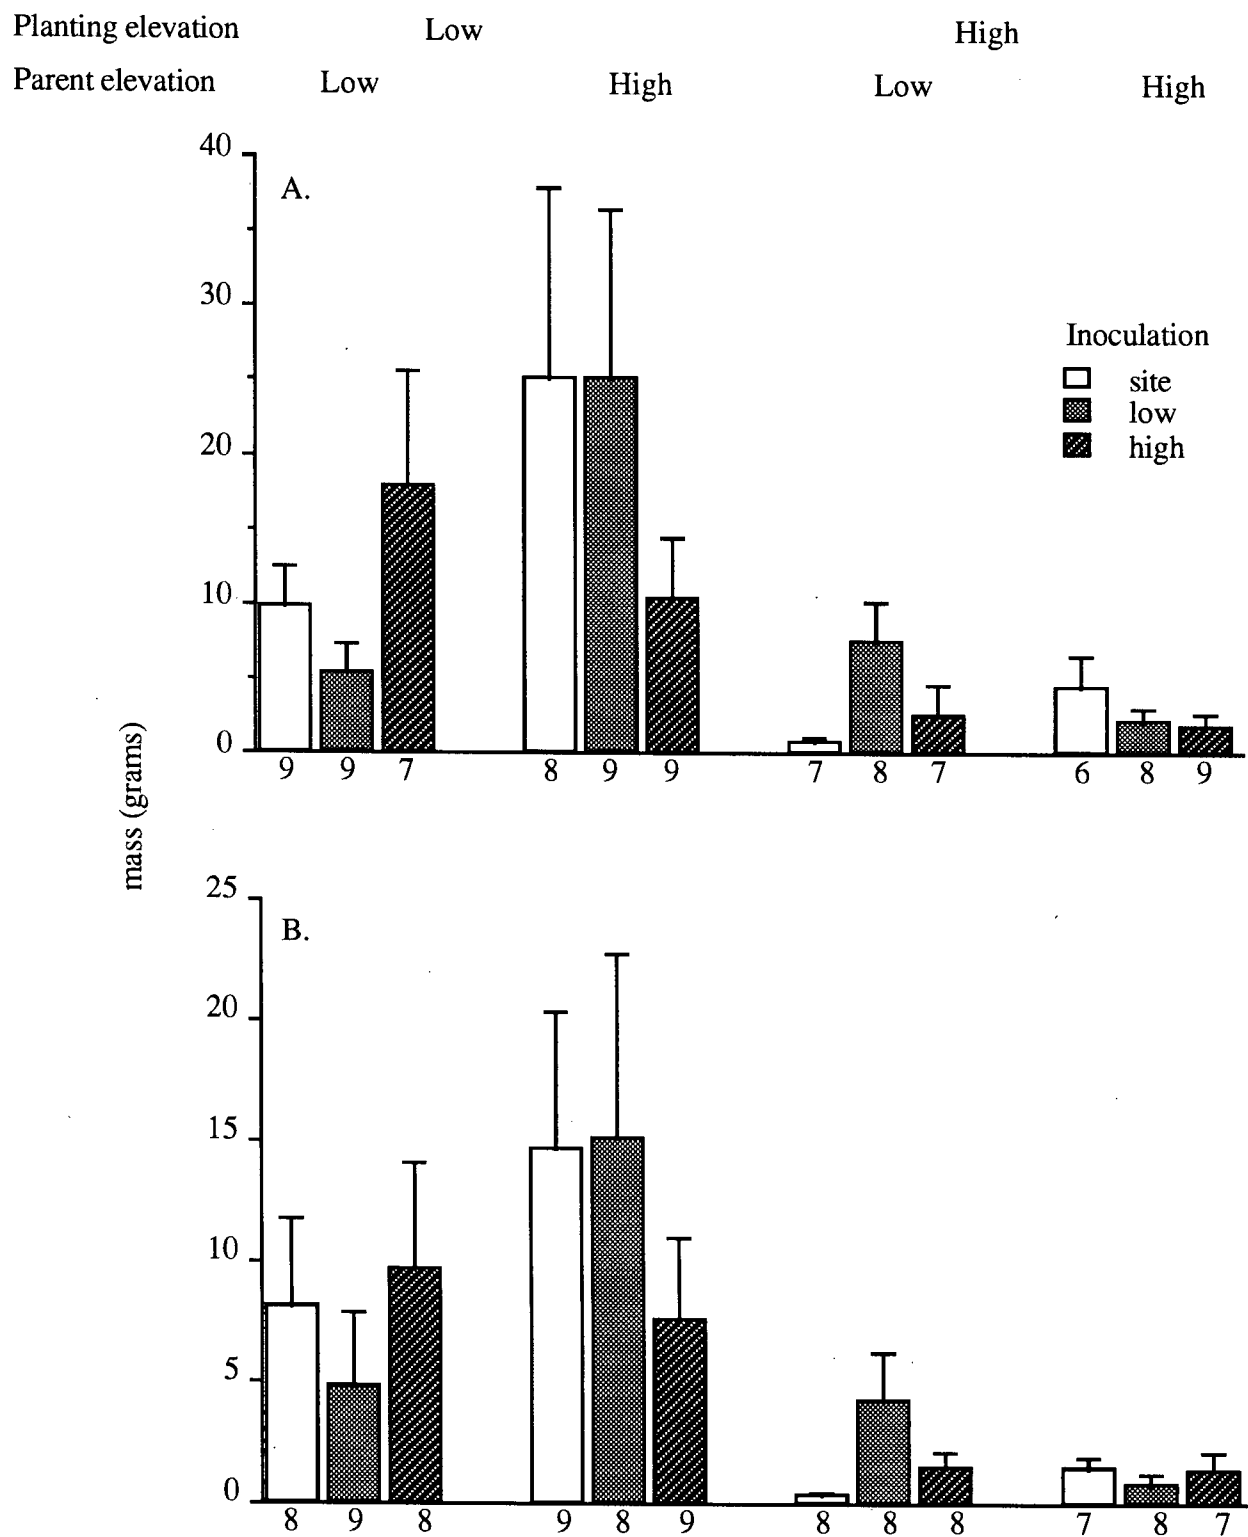 Planting elevation Low High
Parent elevation Low High Low High
40
A.
30
Inoculation
site
low
high
20
10
0
9 9 7 8 9 9 7 8 7 6 8 9
mass (grams)
25
B.
20
15
10
5
0
8 9 8 9 8 9 8 8 8 7 8 7